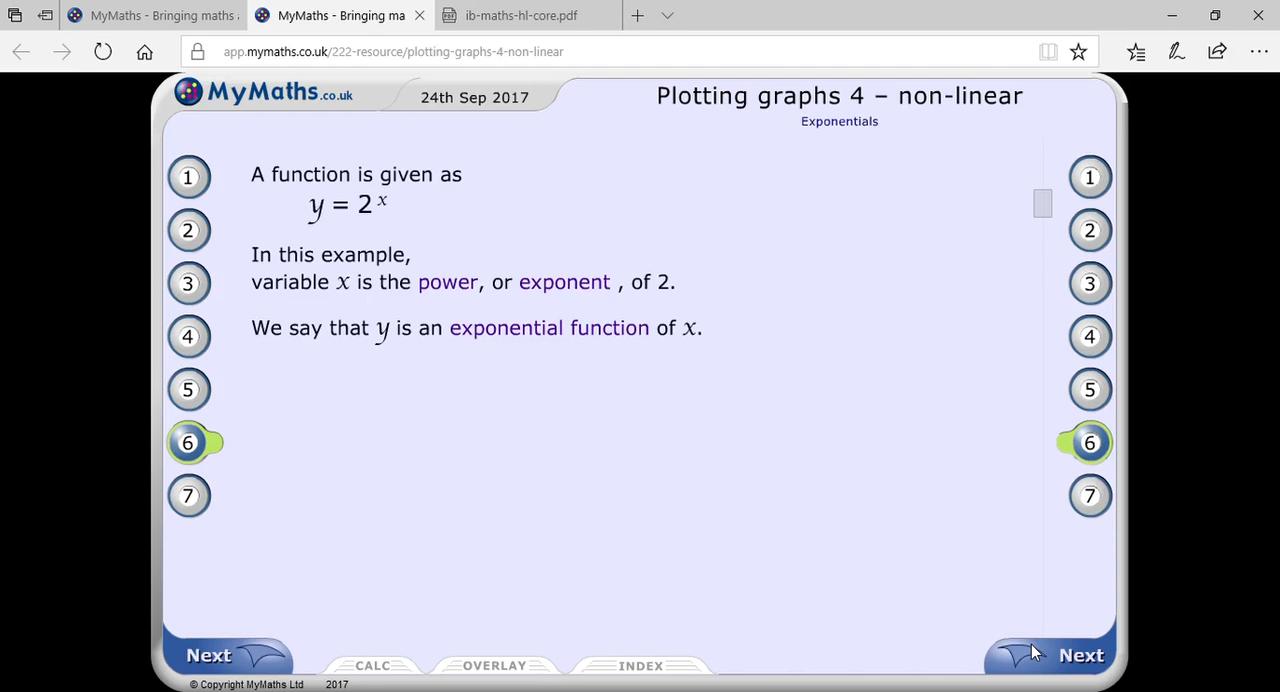 MyMaths - Bringing maths a
MyMaths - Bringing ma
ib-maths-hl-core.pdf
app.mymaths.co.uk/222-resource/plotting-graphs-4-non-linear
MyMaths.co.uk
24th Sep 2017
Plotting graphs 4 – non-linear
Exponentials
A function is given as
y = 2^x
In this example,
variable x is the power, or exponent , of 2.
We say that y is an exponential function of x.
1
2
3
4
5
6
7
1
2
3
4
5
6
7
Next
CALC
OVERLAY
INDEX
Next
© Copyright MyMaths Ltd 2017